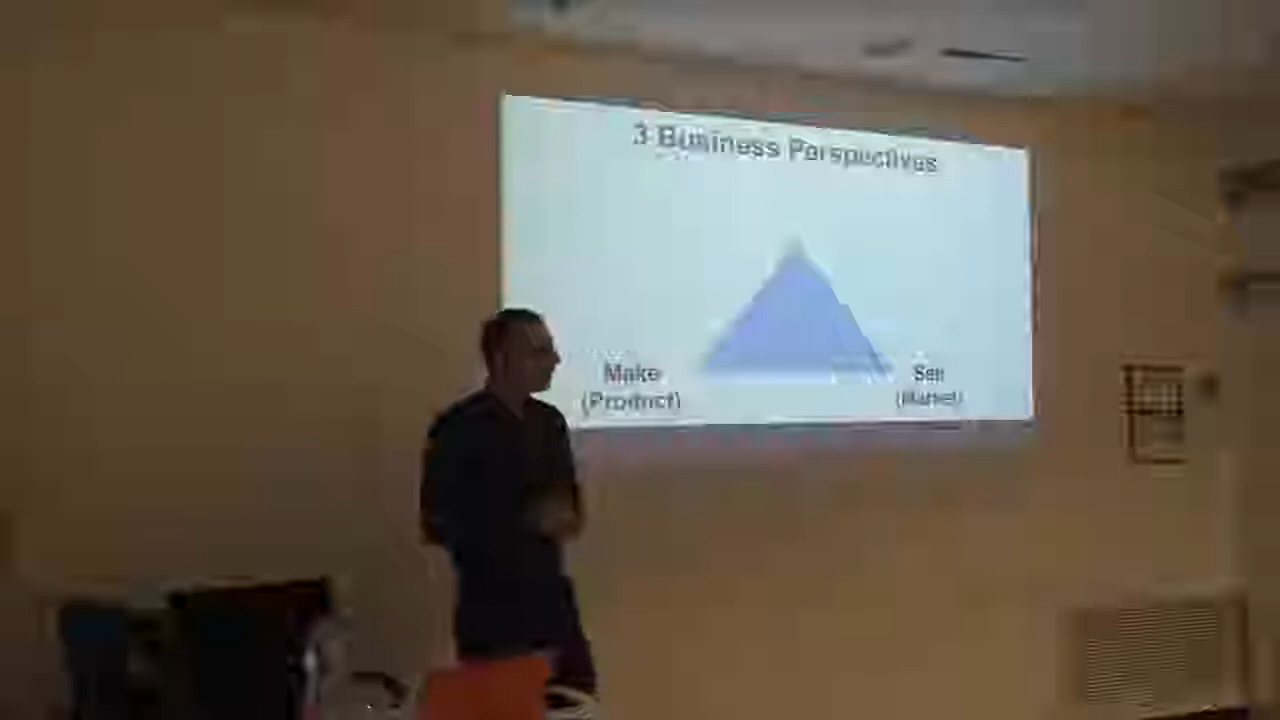 3 Business Perspectives
Make
(Product)
Sell
(Market)